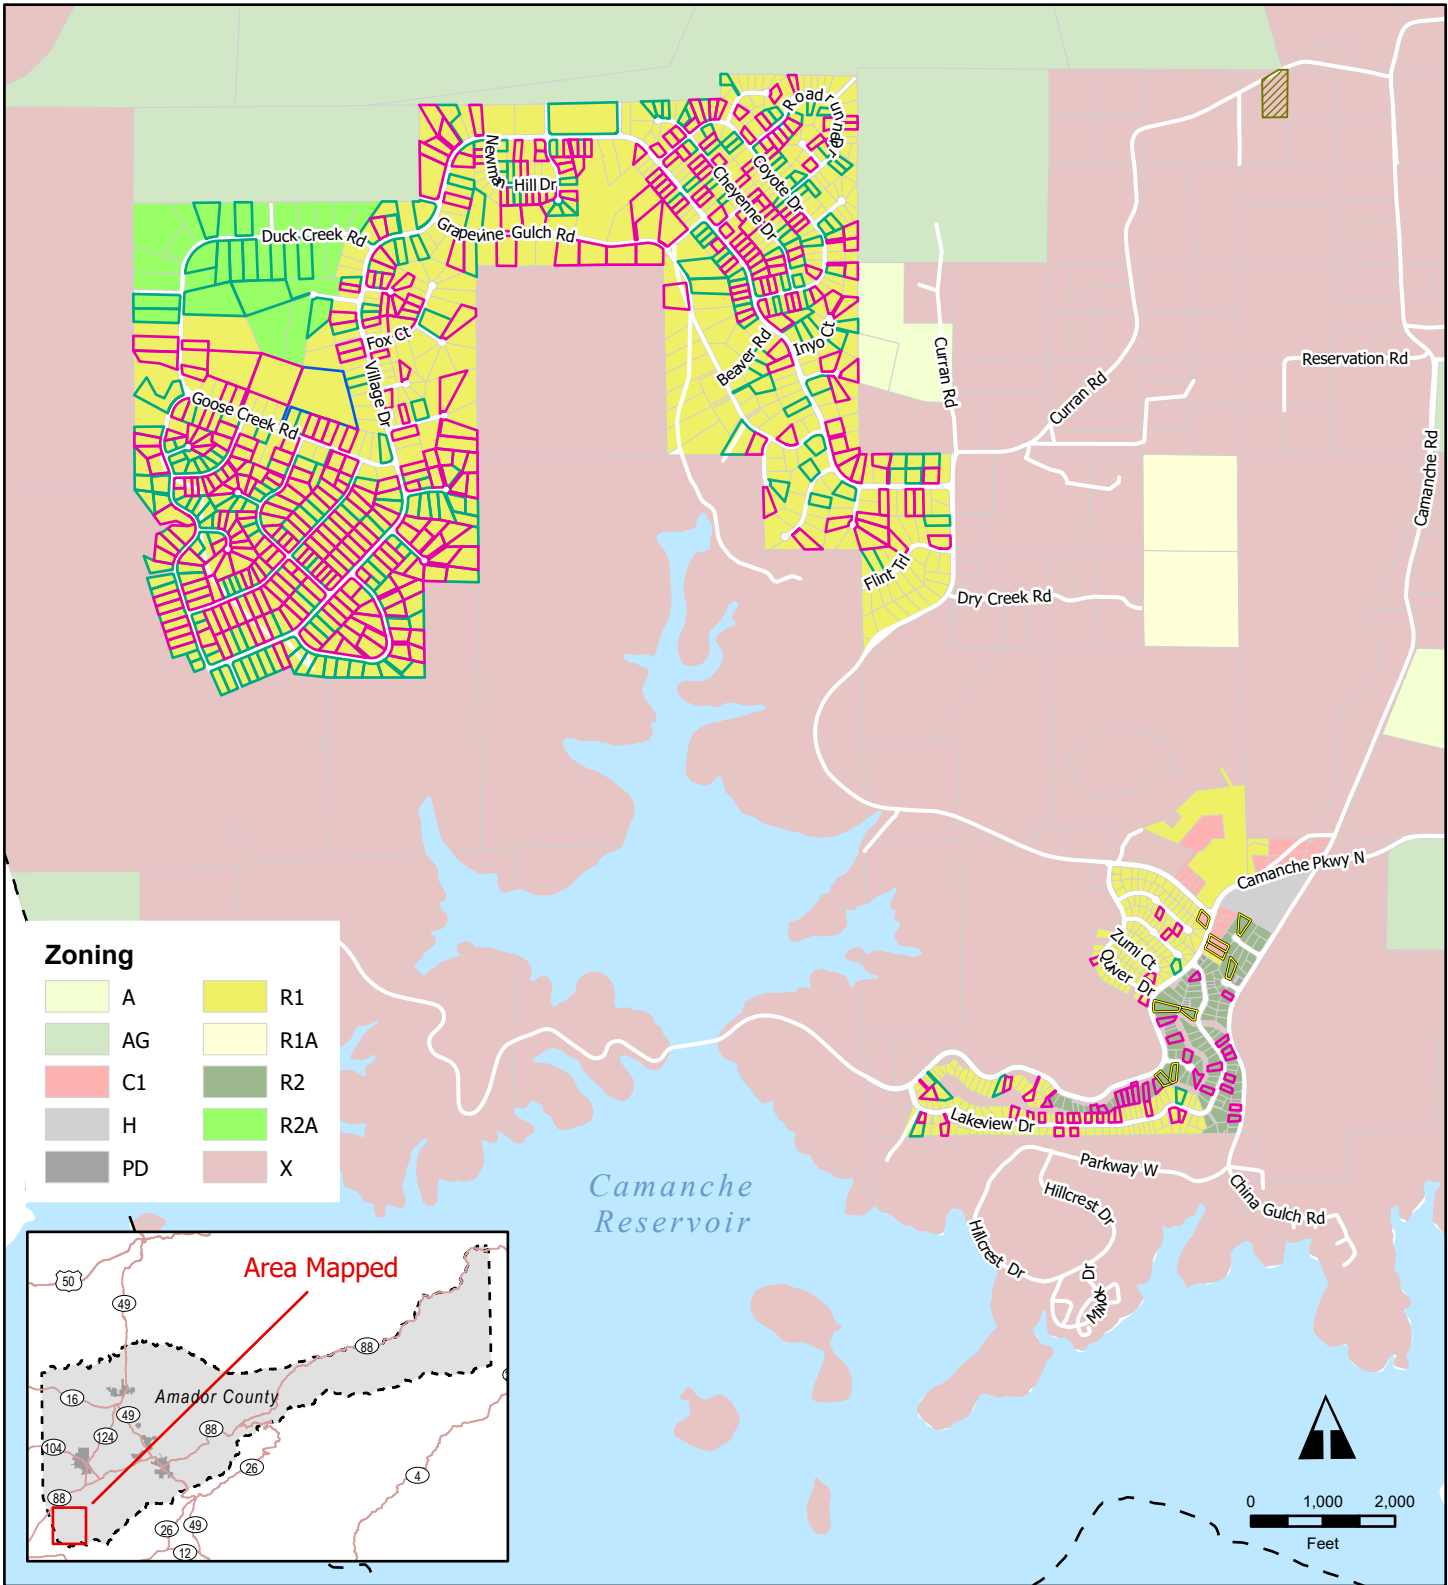 Roadrunner Dr
Newman Hill Dr
Coyote Dr
Cheyenne Dr
Duck Creek Rd
Grapevine Gulch Rd
Fox Ct
Inyo Ct
Beaver Rd
Village Dr
Goose Creek Rd
Curran Rd
Curran Rd
Reservation Rd
Camanche Rd
Flint Trl
Dry Creek Rd
Camanche Pkwy N
Zumi Ct
Quiver Dr
Lakeview Dr
Parkway W
Hillcrest Dr
Hillcrest Dr
China Gulch Rd
Miwok Dr
Camanche
Reservoir
Zoning
A
R1
AG
R1A
C1
R2
H
R2A
PD
X
Area Mapped
50
49
88
16
Amador County
49
88
124
104
26
4
88
26
49
12
0 1,000 2,000
Feet